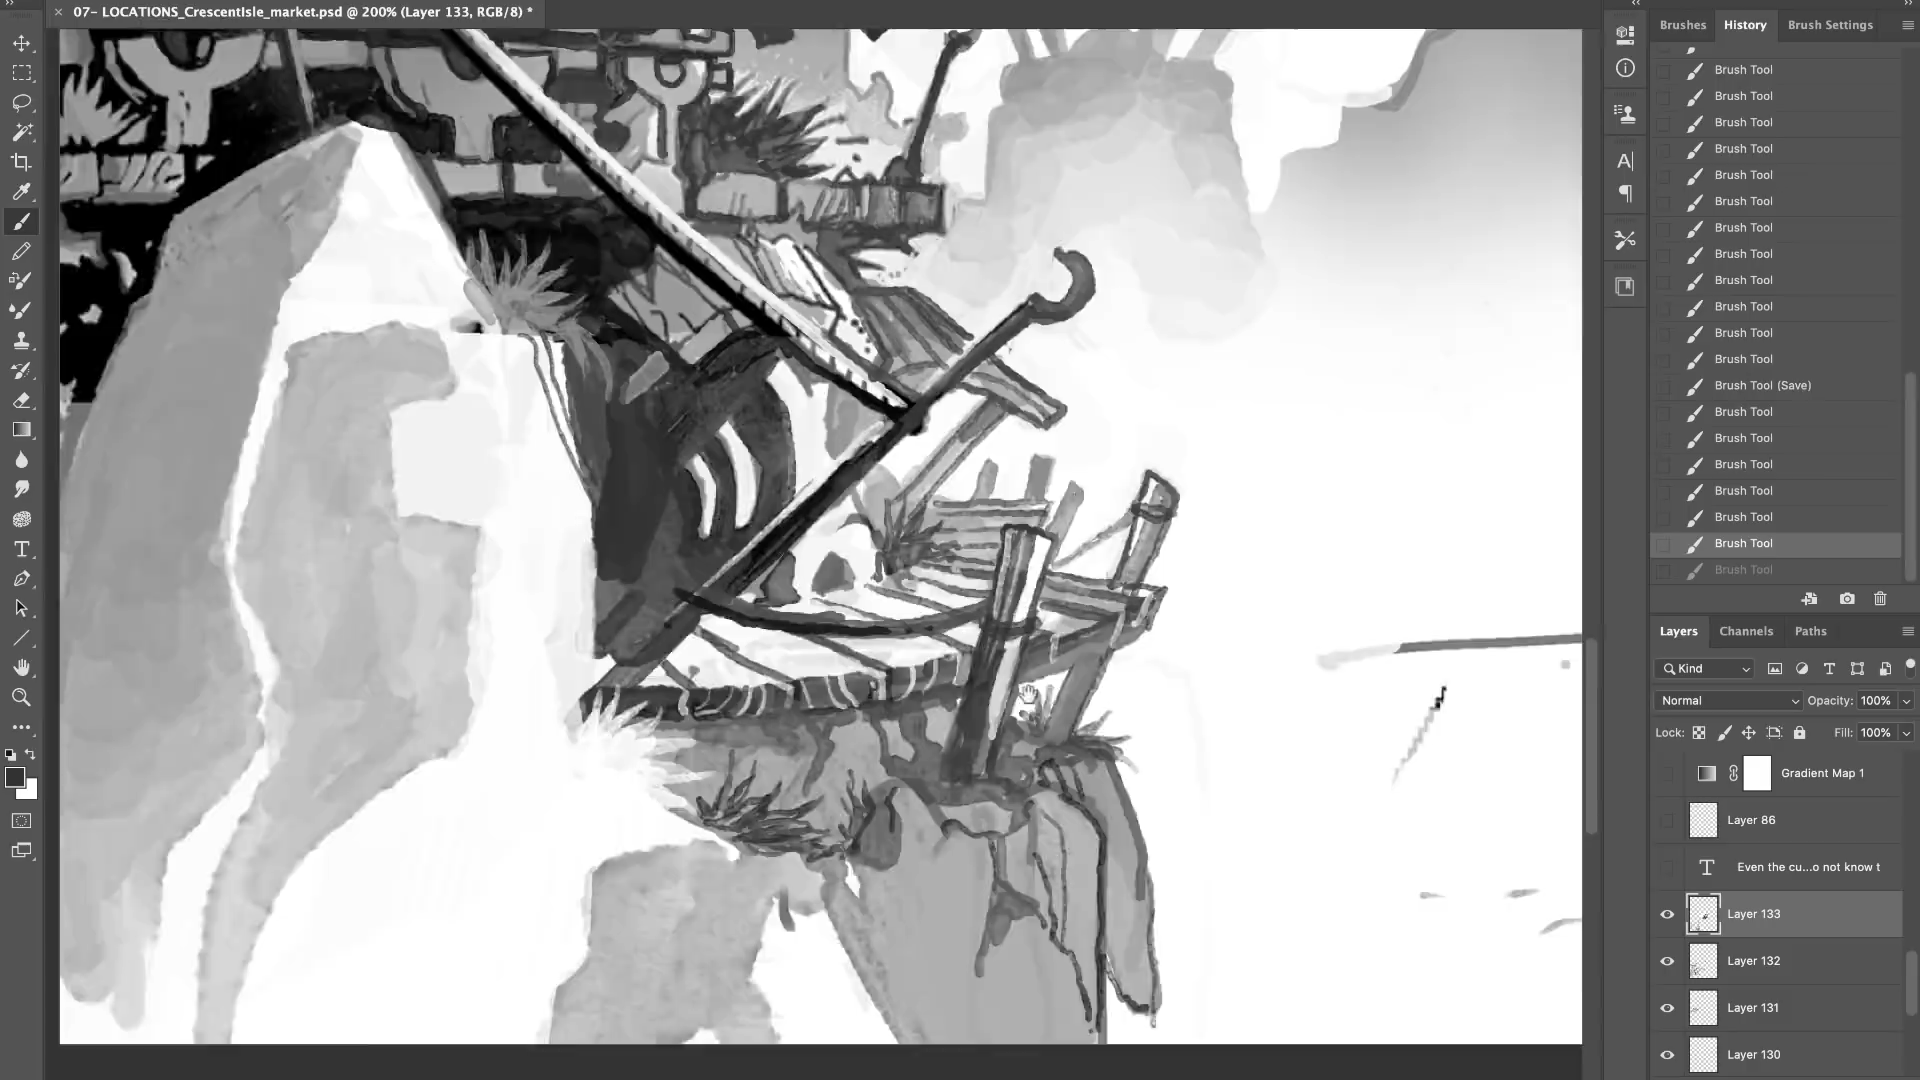 07- LOCATIONS_CrescentIsle_market.psd @ 200% (Layer 133, RGB/8) *
Brushes
History
Brush Settings
Brush Tool
Brush Tool
Brush Tool
Brush Tool
Brush Tool
Brush Tool
Brush Tool
Brush Tool
Brush Tool
Brush Tool
Brush Tool
Brush Tool
Brush Tool (Save)
Brush Tool
Brush Tool
Brush Tool
Brush Tool
Brush Tool
Brush Tool
Brush Tool
Layers
Channels
Paths
Kind
Normal
Opacity: 100%
Lock:
Fill: 100%
Gradient Map 1
Layer 86
Even the cu...o not know t
Layer 133
Layer 132
Layer 131
Layer 130